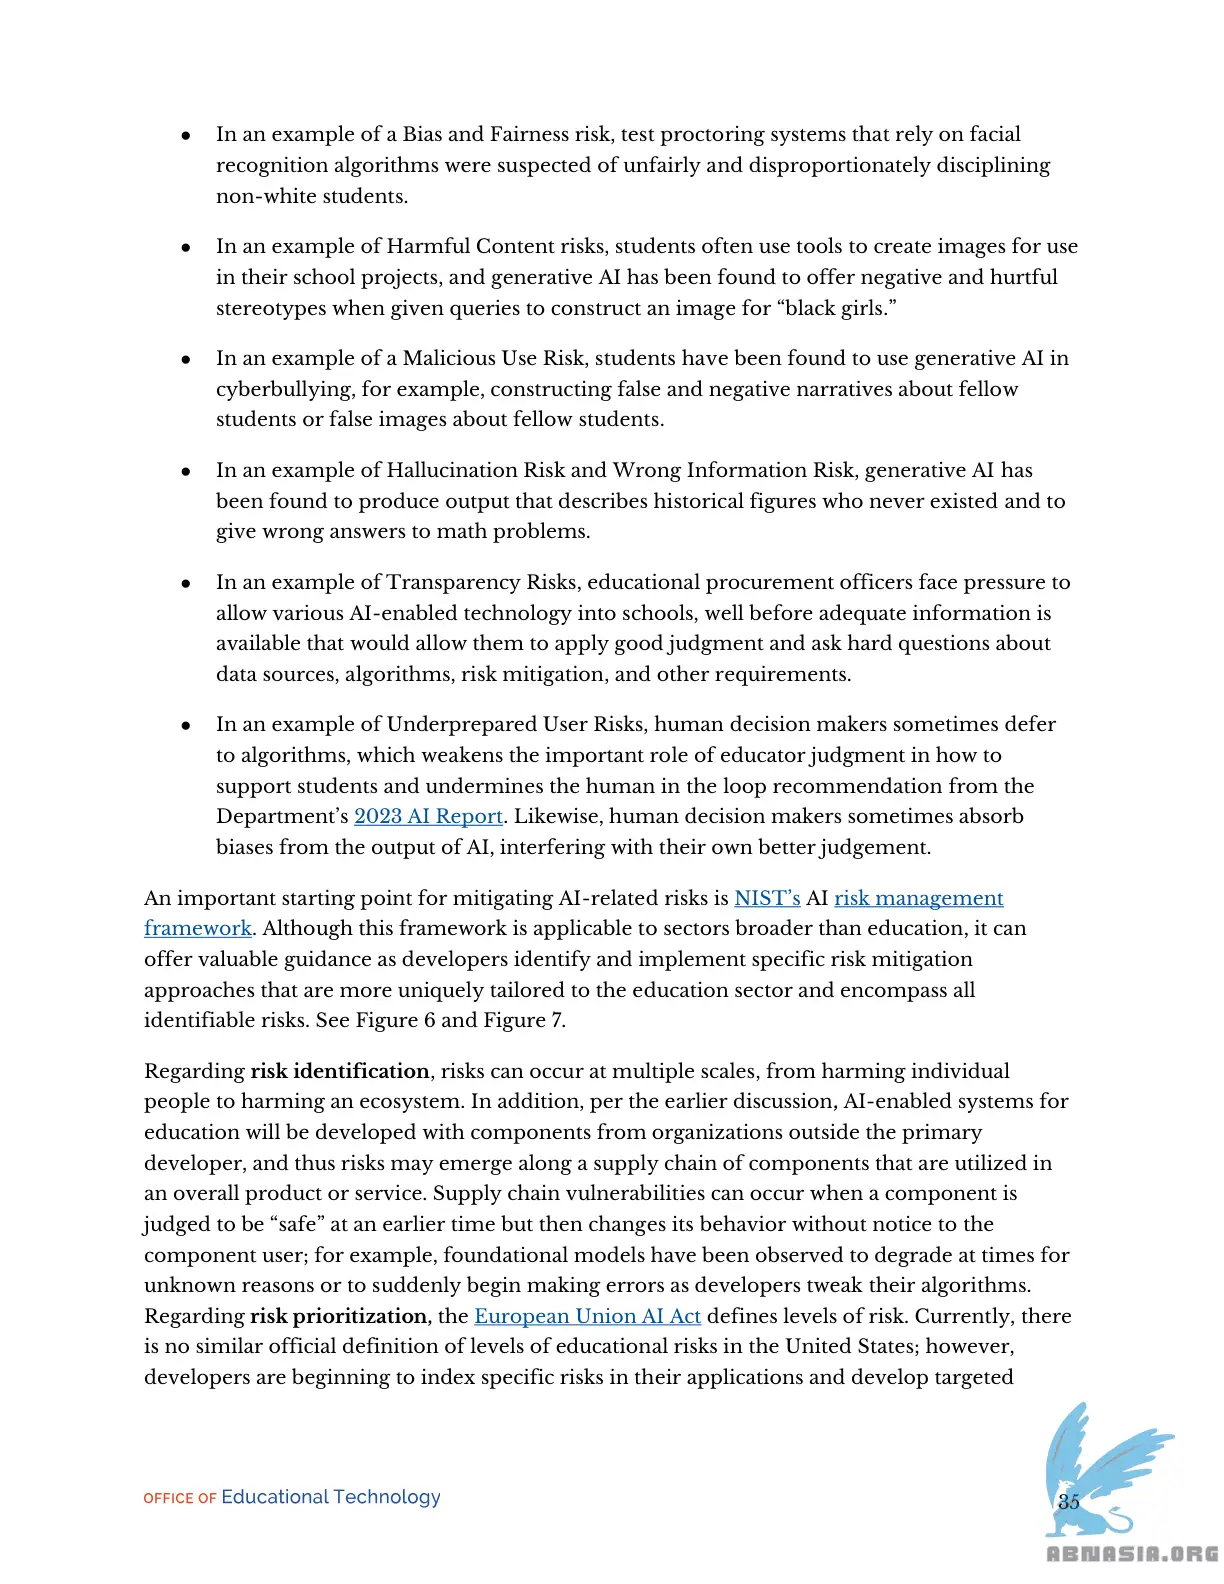 ● In an example of a Bias and Fairness risk, test proctoring systems that rely on facial
recognition algorithms were suspected of unfairly and disproportionately disciplining
non-white students.
● In an example of Harmful Content risks, students often use tools to create images for use
in their school projects, and generative AI has been found to offer negative and hurtful
stereotypes when given queries to construct an image for “black girls.”
● In an example of a Malicious Use Risk, students have been found to use generative AI in
cyberbullying, for example, constructing false and negative narratives about fellow
students or false images about fellow students.
● In an example of Hallucination Risk and Wrong Information Risk, generative AI has
been found to produce output that describes historical figures who never existed and to
give wrong answers to math problems.
● In an example of Transparency Risks, educational procurement officers face pressure to
allow various AI-enabled technology into schools, well before adequate information is
available that would allow them to apply good judgment and ask hard questions about
data sources, algorithms, risk mitigation, and other requirements.
● In an example of Underprepared User Risks, human decision makers sometimes defer
to algorithms, which weakens the important role of educator judgment in how to
support students and undermines the human in the loop recommendation from the
Department’s 2023 AI Report. Likewise, human decision makers sometimes absorb
biases from the output of AI, interfering with their own better judgement.
An important starting point for mitigating AI-related risks is NIST’s AI risk management
framework. Although this framework is applicable to sectors broader than education, it can
offer valuable guidance as developers identify and implement specific risk mitigation
approaches that are more uniquely tailored to the education sector and encompass all
identifiable risks. See Figure 6 and Figure 7.
Regarding risk identification, risks can occur at multiple scales, from harming individual
people to harming an ecosystem. In addition, per the earlier discussion, AI-enabled systems for
education will be developed with components from organizations outside the primary
developer, and thus risks may emerge along a supply chain of components that are utilized in
an overall product or service. Supply chain vulnerabilities can occur when a component is
judged to be “safe” at an earlier time but then changes its behavior without notice to the
component user; for example, foundational models have been observed to degrade at times for
unknown reasons or to suddenly begin making errors as developers tweak their algorithms.
Regarding risk prioritization, the European Union AI Act defines levels of risk. Currently, there
is no similar official definition of levels of educational risks in the United States; however,
developers are beginning to index specific risks in their applications and develop targeted
OFFICE OF Educational Technology
35
ABNASIA.ORG